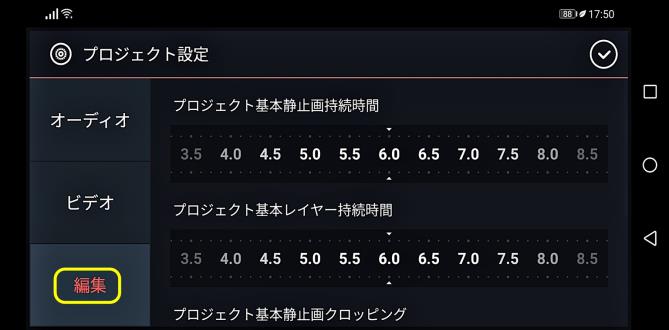 88 17:50
プロジェクト設定
オーディオ
ビデオ
編集
プロジェクト基本静止画持続時間
3.5 4.0 4.5 5.0 5.5 6.0 6.5 7.0 7.5 8.0 8.5
プロジェクト基本レイヤー持続時間
3.5 4.0 4.5 5.0 5.5 6.0 6.5 7.0 7.5 8.0 8.5
プロジェクト基本静止画クロッピング